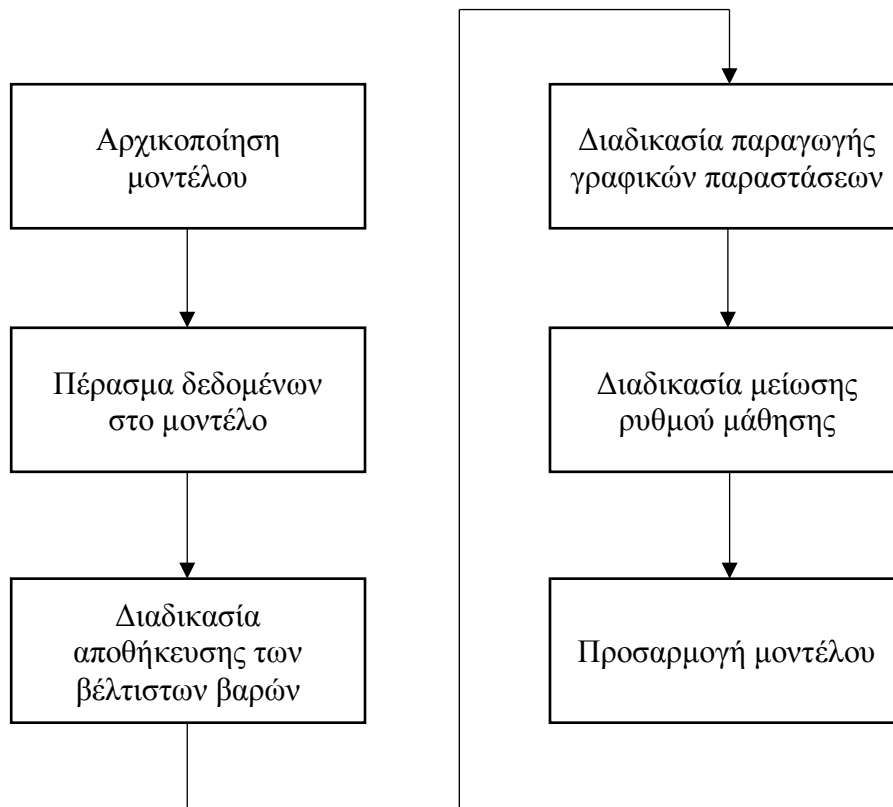 Αρχικοποίηση
μοντέλου
Πέρασμα δεδομένων
στο μοντέλο
Διαδικασία
αποθήκευσης των
βέλτιστων βαρών
Διαδικασία παραγωγής
γραφικών παραστάσεων
Διαδικασία μείωσης
ρυθμού μάθησης
Προσαρμογή μοντέλου